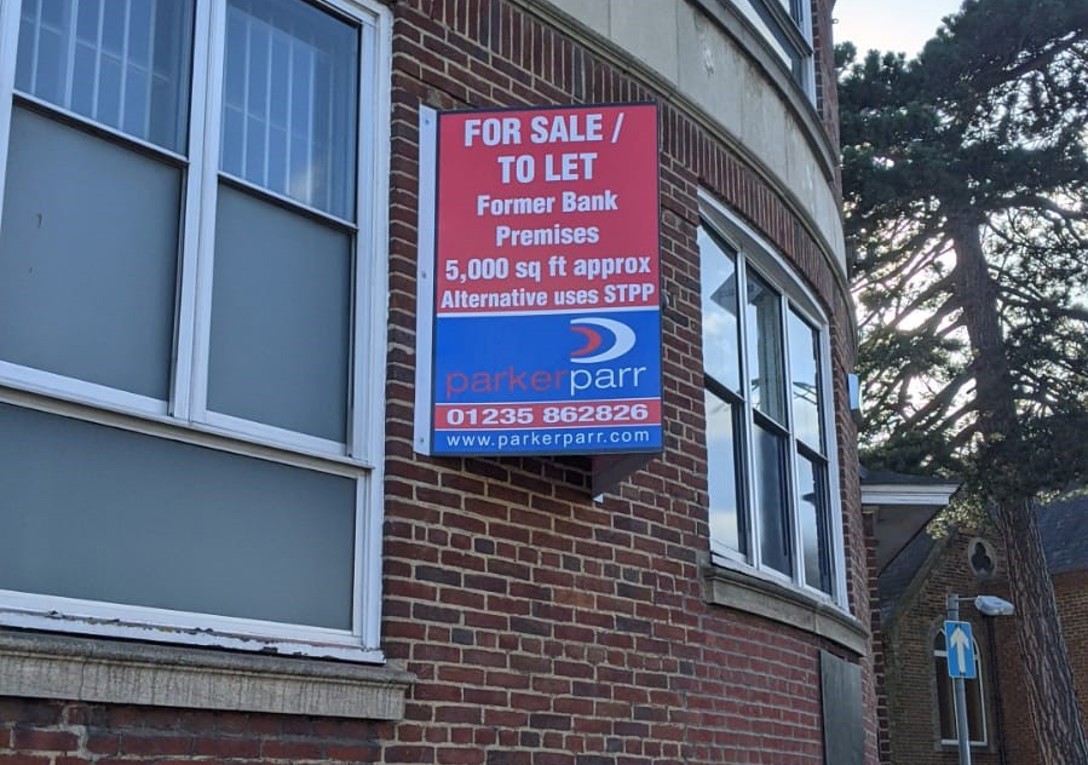 FOR SALE /
TO LET
Former Bank
Premises
5,000 sq ft approx
Alternative uses STPP
parkerparr
01235 862826
www.parkerparr.com